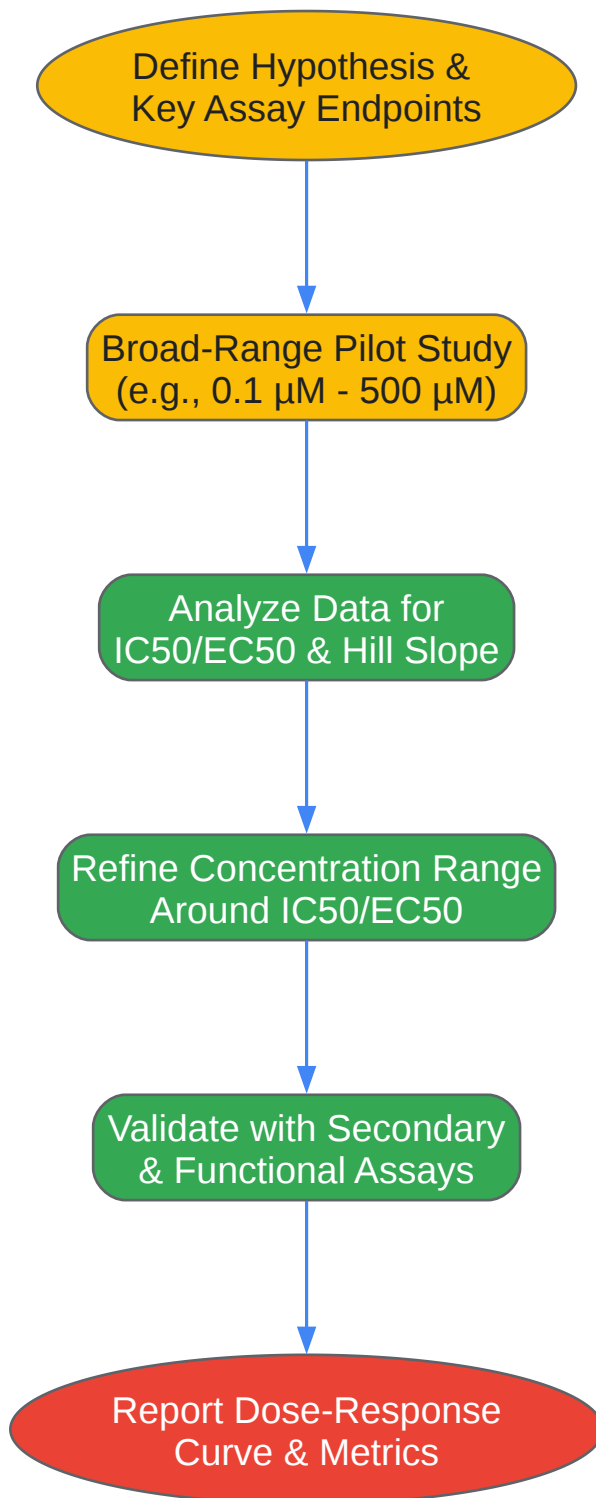 Define Hypothesis &
Key Assay Endpoints
Broad-Range Pilot Study
(e.g., 0.1 µM - 500 µM)
Analyze Data for
IC50/EC50 & Hill Slope
Refine Concentration Range
Around IC50/EC50
Validate with Secondary
& Functional Assays
Report Dose-Response
Curve & Metrics